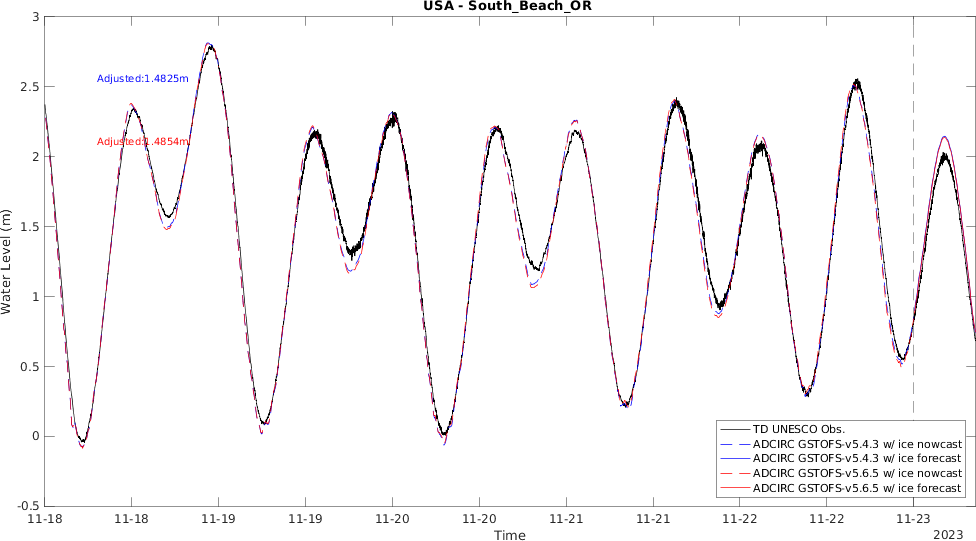 USA - South_Beach_OR
3
2.5
2
1.5
1
0.5
0
-0.5
Water Level (m)
Adjusted:1.4825m
Adjusted:1.4854m
TD UNESCO Obs.
ADCIRC GSTOFS-v5.4.3 w/ ice nowcast
ADCIRC GSTOFS-v5.4.3 w/ ice forecast
ADCIRC GSTOFS-v5.6.5 w/ ice nowcast
ADCIRC GSTOFS-v5.6.5 w/ ice forecast
11-18 11-18 11-19 11-19 11-20 11-20 11-21 11-21 11-22 11-22 11-23
Time
2023